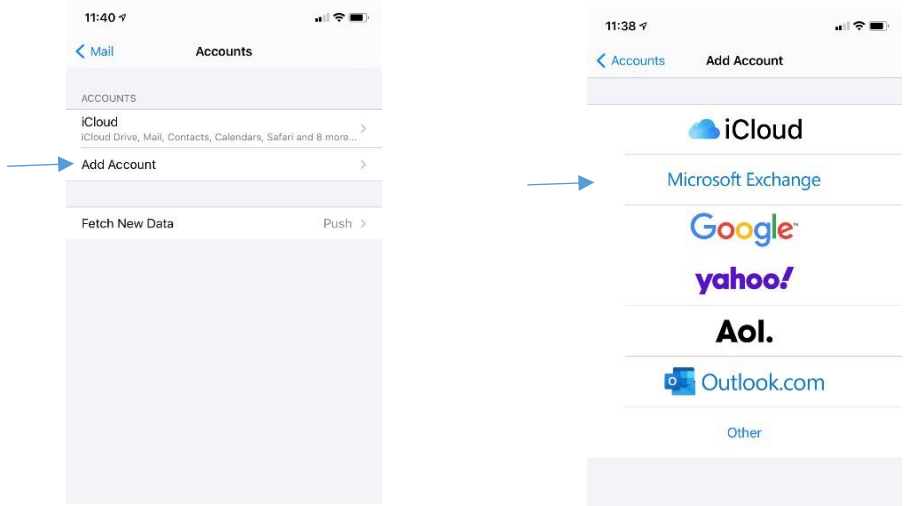 11:40
Mail
Accounts
ACCOUNTS
iCloud
iCloud Drive, Mail, Contacts, Calendars, Safari and 8 more...
Add Account
Fetch New Data Push
11:38
Accounts
Add Account
iCloud
Microsoft Exchange
Google
yahoo!
Aol.
Outlook.com
Other